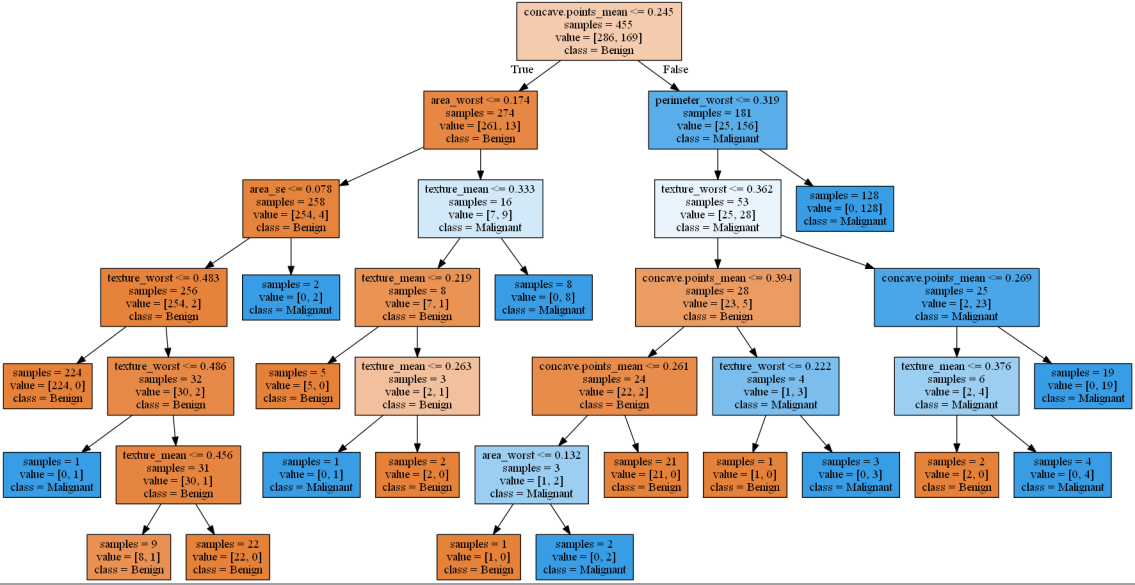 concave.points_mean <= 0.245
samples = 455
value = [286, 169]
class = Benign
True
False
area_worst <= 0.174
samples = 274
value = [261, 13]
class = Benign
perimeter_worst <= 0.319
samples = 181
value = [25, 156]
class = Malignant
area_se <= 0.078
samples = 258
value = [254, 4]
class = Benign
texture_mean <= 0.333
samples = 16
value = [7, 9]
class = Malignant
texture_worst <= 0.362
samples = 53
value = [25, 28]
class = Malignant
samples = 128
value = [0, 128]
class = Malignant
texture_worst <= 0.483
samples = 256
value = [254, 2]
class = Benign
samples = 2
value = [0, 2]
class = Malignant
texture_mean <= 0.219
samples = 8
value = [7, 1]
class = Benign
samples = 8
value = [0, 8]
class = Malignant
concave.points_mean <= 0.394
samples = 28
value = [23, 5]
class = Benign
concave.points_mean <= 0.269
samples = 25
value = [2, 23]
class = Malignant
samples = 224
value = [224, 0]
class = Benign
texture_worst <= 0.486
samples = 32
value = [30, 2]
class = Benign
samples = 5
value = [5, 0]
class = Benign
texture_mean <= 0.263
samples = 3
value = [2, 1]
class = Benign
concave.points_mean <= 0.261
samples = 24
value = [22, 2]
class = Benign
texture_worst <= 0.222
samples = 4
value = [1, 3]
class = Malignant
texture_mean <= 0.376
samples = 6
value = [2, 4]
class = Malignant
samples = 19
value = [0, 19]
class = Malignant
samples = 1
value = [0, 1]
class = Malignant
texture_mean <= 0.456
samples = 31
value = [30, 1]
class = Benign
samples = 1
value = [0, 1]
class = Malignant
samples = 2
value = [2, 0]
class = Benign
area_worst <= 0.132
samples = 3
value = [1, 2]
class = Malignant
samples = 21
value = [21, 0]
class = Benign
samples = 1
value = [1, 0]
class = Benign
samples = 3
value = [0, 3]
class = Malignant
samples = 2
value = [2, 0]
class = Benign
samples = 4
value = [0, 4]
class = Malignant
samples = 9
value = [8, 1]
class = Benign
samples = 22
value = [22, 0]
class = Benign
samples = 1
value = [1, 0]
class = Benign
samples = 2
value = [0, 2]
class = Malignant